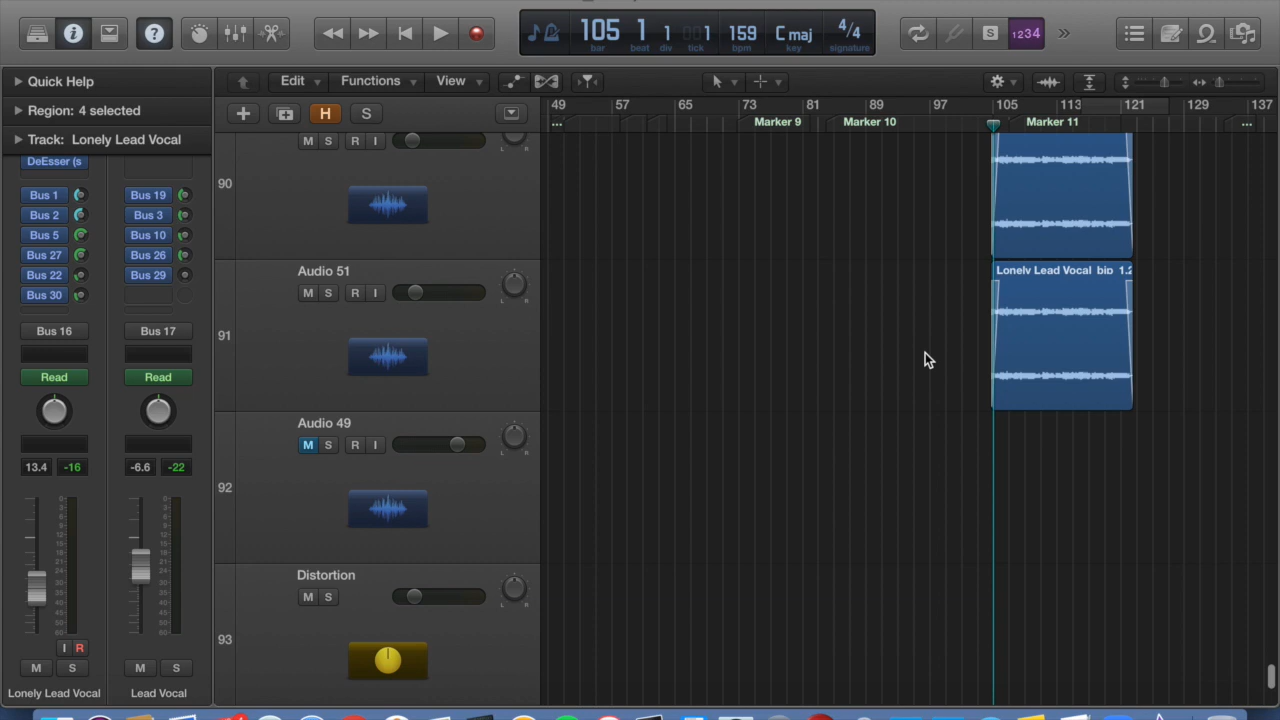 1234
105 1 1 001 159 C maj 4/4
bar beat div tick bpm key signature
Quick Help
Edit Functions View
Region: 4 selected
H S
49 57 65 73 81 89 97 105 113 121 129 137
... Marker 9 Marker 10 Marker 11 ...
Track: Lonely Lead Vocal
DeEsser (s
M S R I
90
Bus 1 Bus 19
Bus 2 Bus 3
Bus 5 Bus 10
Bus 27 Bus 26
Bus 22 Bus 29
Bus 30
Bus 16 Bus 17
Read Read
13.4 -16 -6.6 -22
I R
M S M S
Lonely Lead Vocal Lead Vocal
Audio 51
M S R I
L R
91
Lonely Lead Vocal_bip_1.2
Audio 49
M S R I
L R
92
Distortion
M S
L R
93